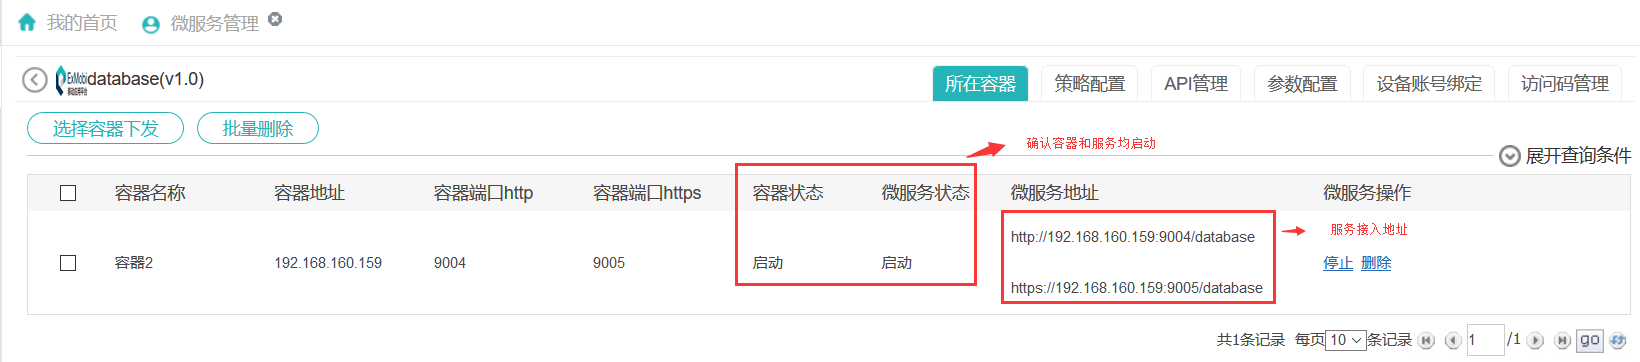 我的首页 微服务管理
ExMobi database(v1.0) 所在容器 策略配置 API管理 参数配置 设备账号绑定 访问码管理
选择容器下发 批量删除
确认容器和服务均启动
展开查询条件
容器名称 容器地址 容器端口http 容器端口https 容器状态 微服务状态 微服务地址 微服务操作
http://192.168.160.159:9004/database 服务接入地址
容器2 192.168.160.159 9004 9005 启动 启动 停止 删除
https://192.168.160.159:9005/database
共1条记录 每页 10 条记录 1 /1 go